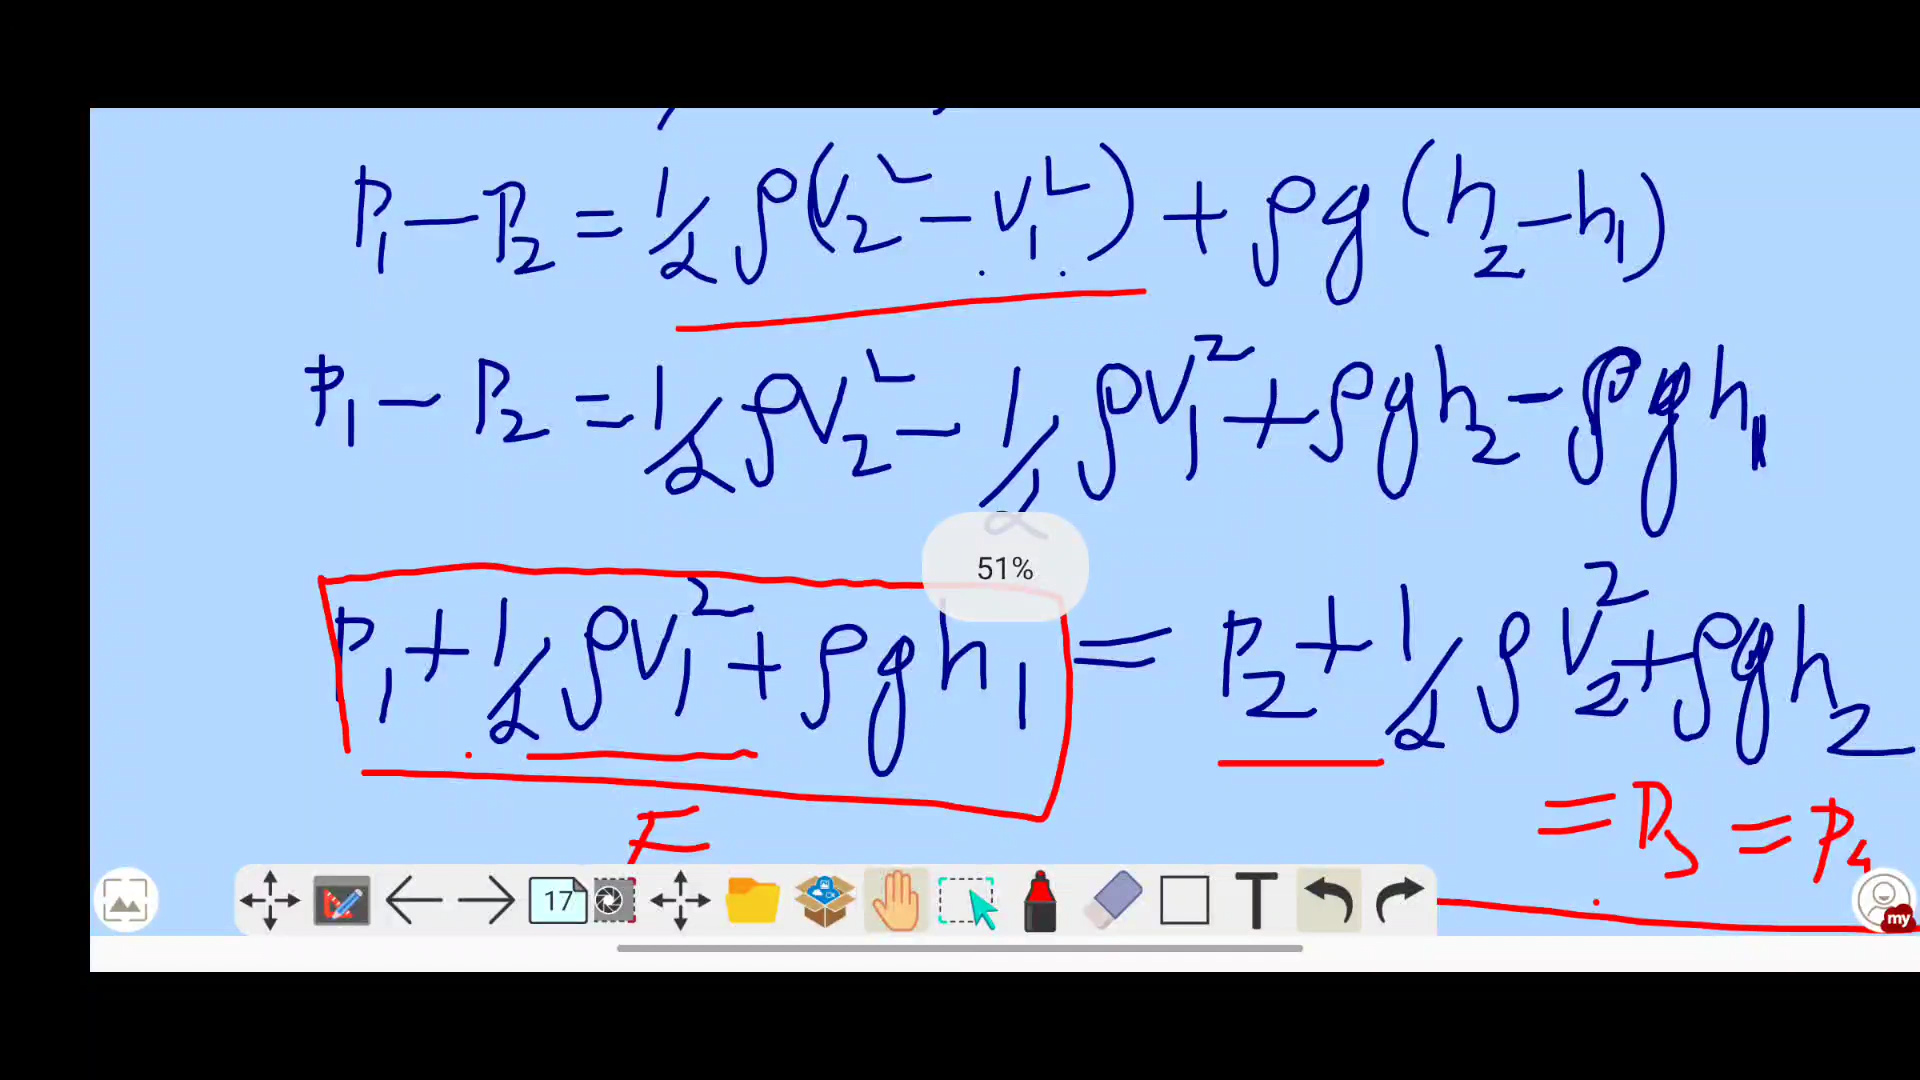 P₁ − P₂ = 1/2 ρ(V₂² − V₁²) + ρg(h₂ − h₁)
P₁ − P₂ = 1/2 ρV₂² − 1/2 ρV₁² + ρgh₂ − ρgh₁
51%
P₁ + 1/2 ρV₁² + ρgh₁ = P₂ + 1/2 ρV₂² + ρgh₂
= P₃ = P₄
17
T
my